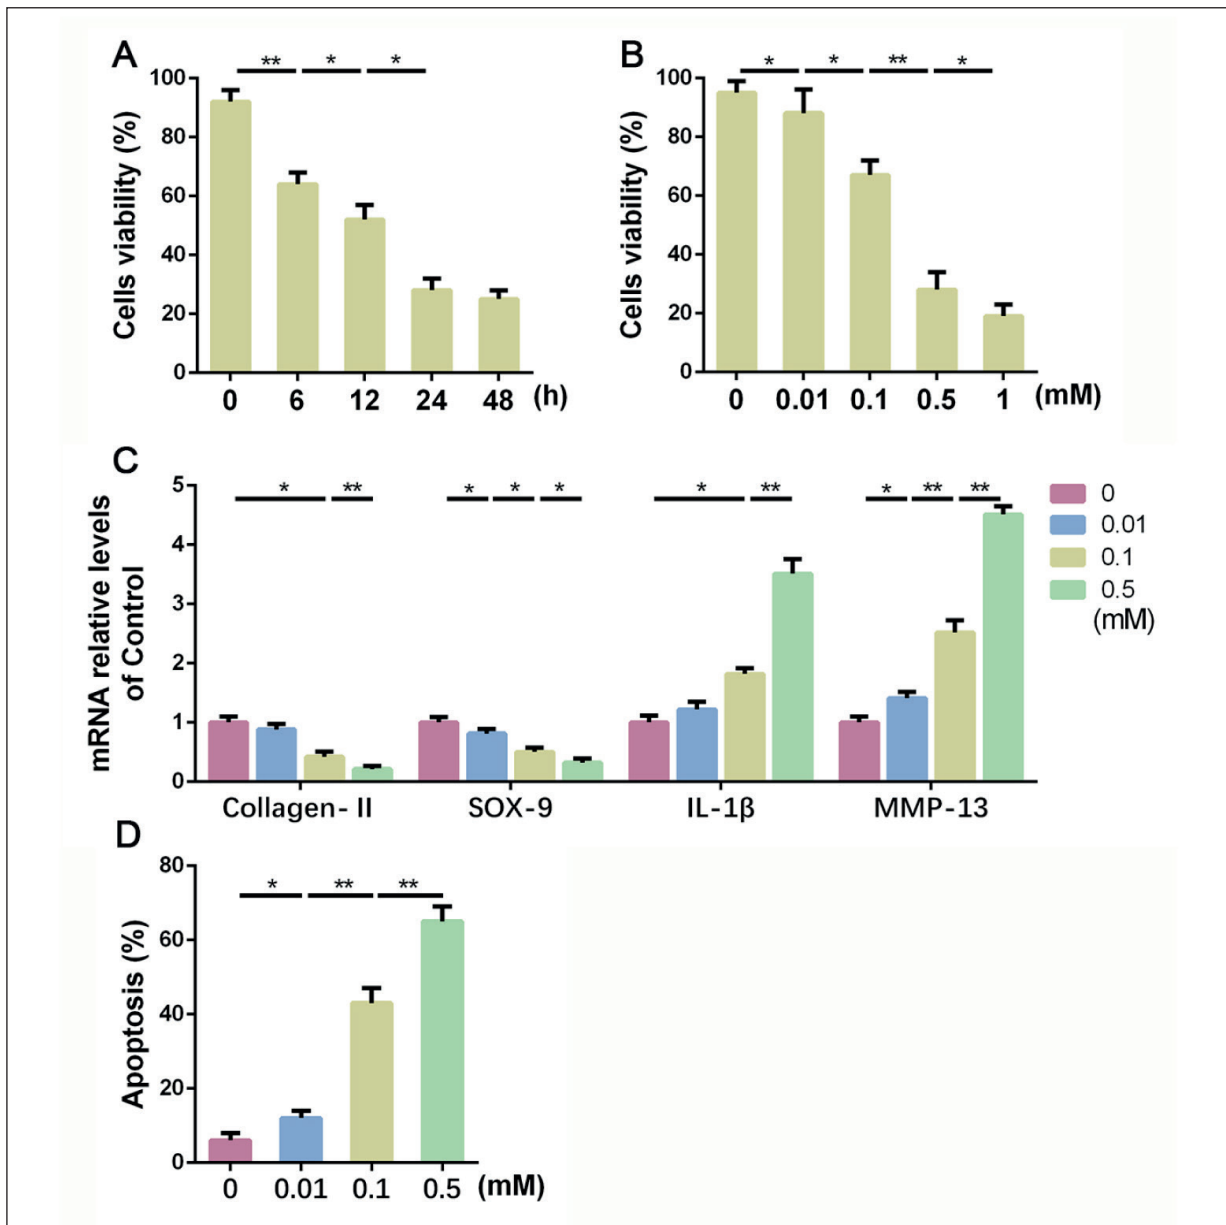 A
** * *
Cells viability (%)
100
80
60
40
20
0
0 6 12 24 48 (h)
B
* * ** *
Cells viability (%)
100
80
60
40
20
0
0 0.01 0.1 0.5 1 (mM)
C
* ** * * * * ** * ** **
mRNA relative levels
of Control
5
4
3
2
1
0
Collagen- II SOX-9 IL-1β MMP-13
0
0.01
0.1
0.5
(mM)
D
* ** **
Apoptosis (%)
80
60
40
20
0
0 0.01 0.1 0.5 (mM)